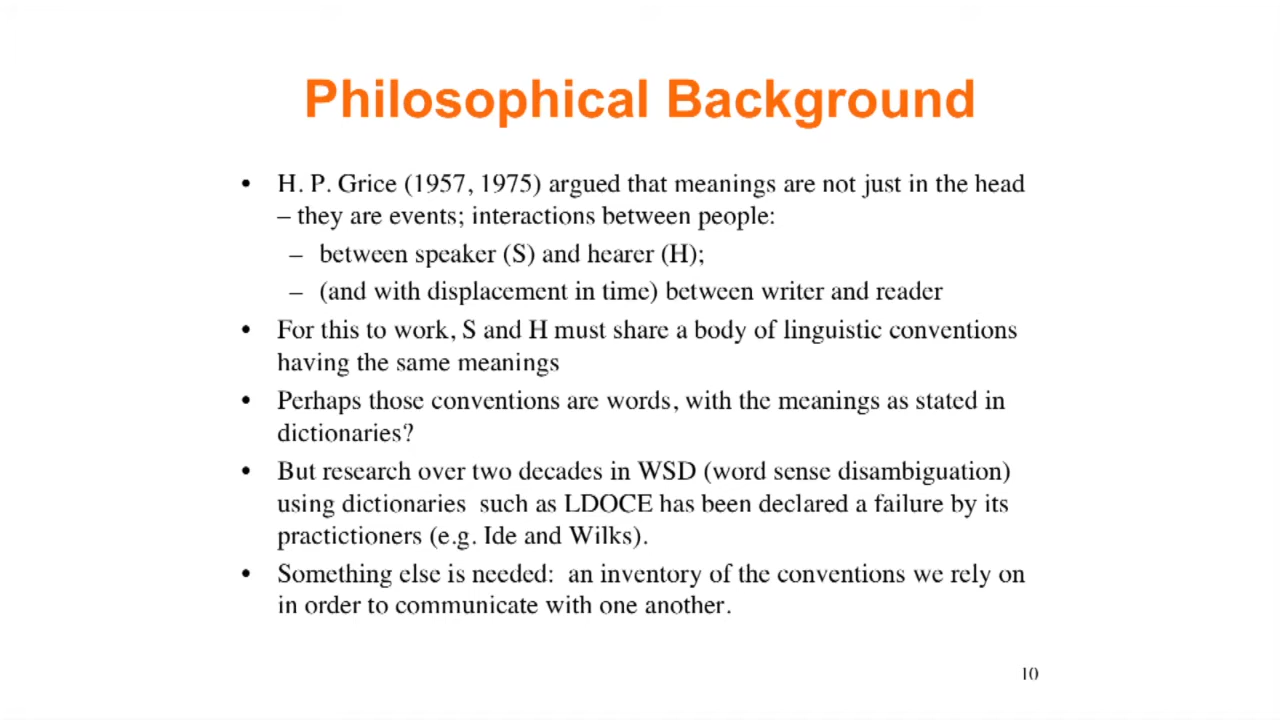 Philosophical Background
• H. P. Grice (1957, 1975) argued that meanings are not just in the head
– they are events; interactions between people:
– between speaker (S) and hearer (H);
– (and with displacement in time) between writer and reader
• For this to work, S and H must share a body of linguistic conventions
having the same meanings
• Perhaps those conventions are words, with the meanings as stated in
dictionaries?
• But research over two decades in WSD (word sense disambiguation)
using dictionaries  such as LDOCE has been declared a failure by its
practictioners (e.g. Ide and Wilks).
• Something else is needed:  an inventory of the conventions we rely on
in order to communicate with one another.
10